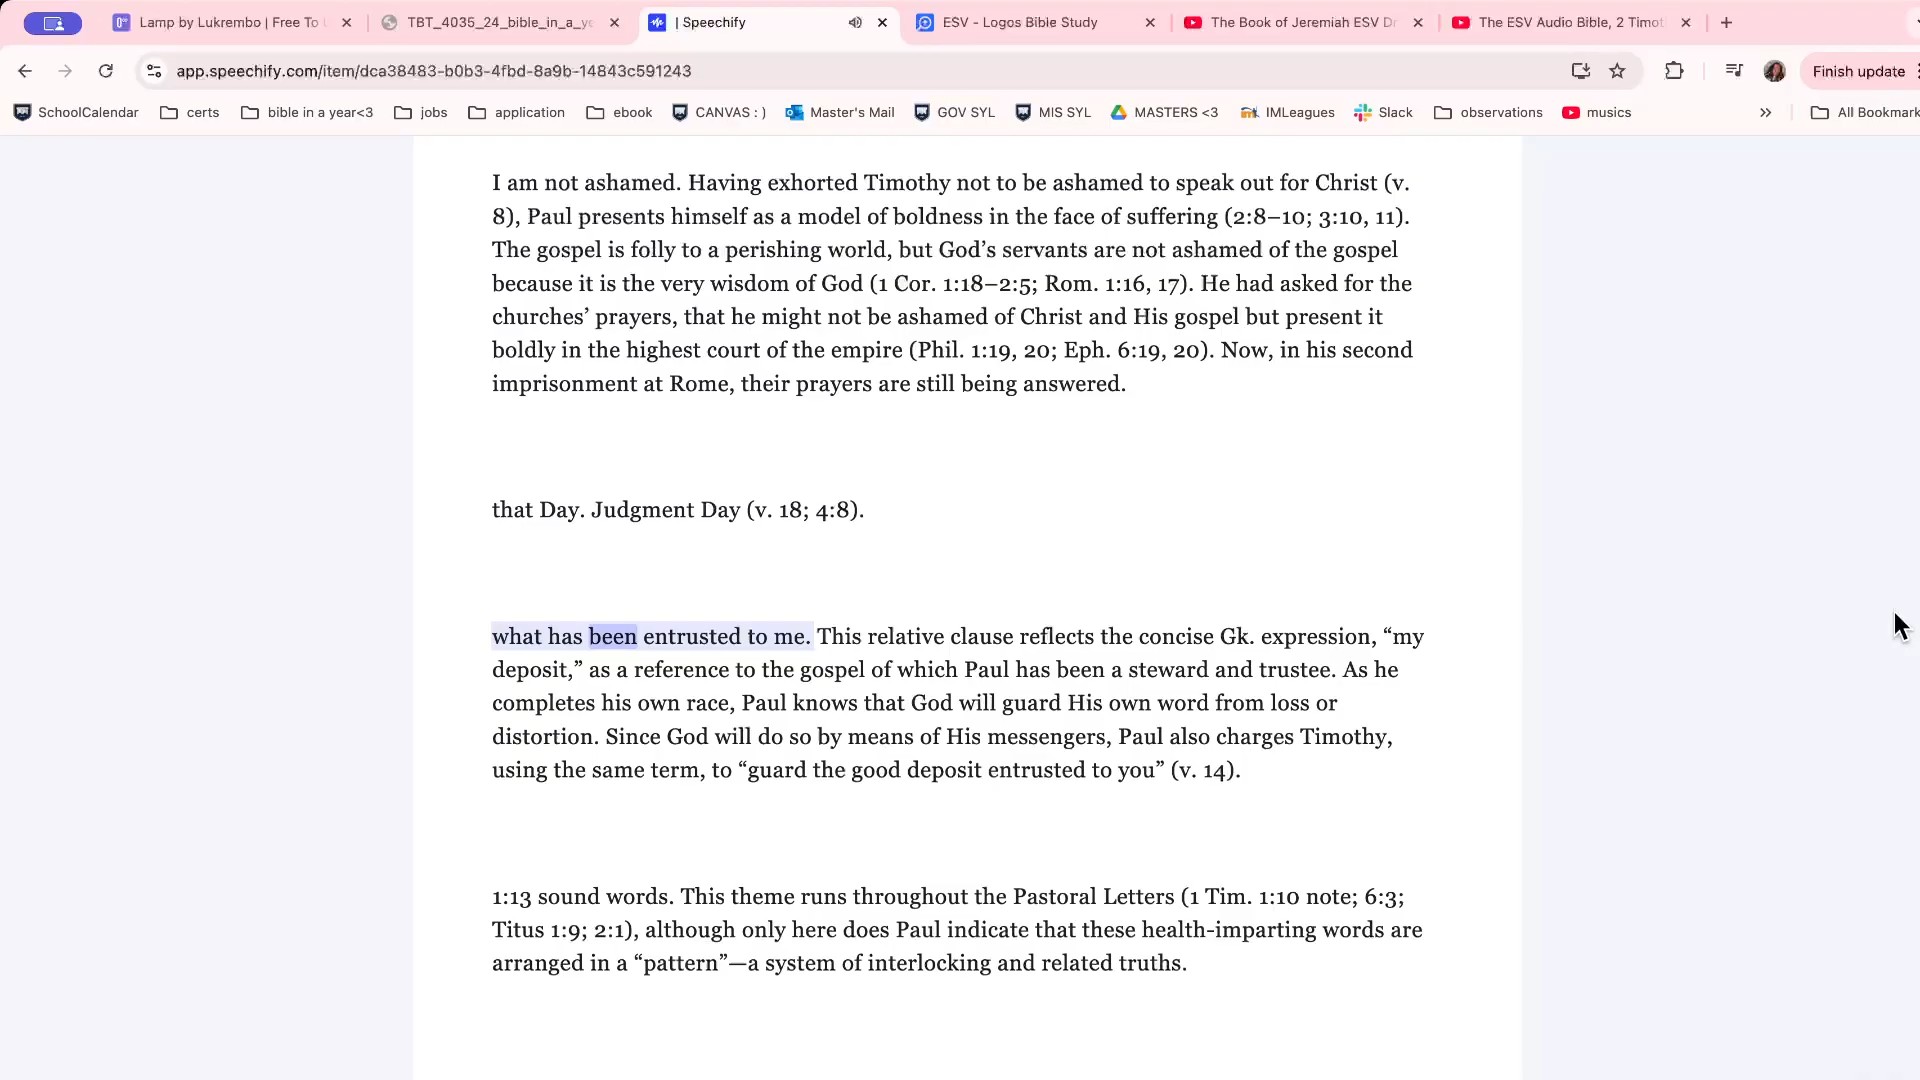 Lamp by Lukrembo | Free To
TBT_4035_24_bible_in_a_ye
| Speechify
ESV - Logos Bible Study
The Book of Jeremiah ESV Dr
The ESV Audio Bible, 2 Timot
app.speechify.com/item/dca38483-b0b3-4fbd-8a9b-14843c591243
Finish update
SchoolCalendar
certs
bible in a year<3
jobs
application
ebook
CANVAS : )
Master's Mail
GOV SYL
MIS SYL
MASTERS <3
IMLeagues
Slack
observations
musics
All Bookmark
I am not ashamed. Having exhorted Timothy not to be ashamed to speak out for Christ (v.
8), Paul presents himself as a model of boldness in the face of suffering (2:8–10; 3:10, 11).
The gospel is folly to a perishing world, but God’s servants are not ashamed of the gospel
because it is the very wisdom of God (1 Cor. 1:18–2:5; Rom. 1:16, 17). He had asked for the
churches’ prayers, that he might not be ashamed of Christ and His gospel but present it
boldly in the highest court of the empire (Phil. 1:19, 20; Eph. 6:19, 20). Now, in his second
imprisonment at Rome, their prayers are still being answered.
that Day. Judgment Day (v. 18; 4:8).
what has been entrusted to me. This relative clause reflects the concise Gk. expression, “my
deposit,” as a reference to the gospel of which Paul has been a steward and trustee. As he
completes his own race, Paul knows that God will guard His own word from loss or
distortion. Since God will do so by means of His messengers, Paul also charges Timothy,
using the same term, to “guard the good deposit entrusted to you” (v. 14).
1:13 sound words. This theme runs throughout the Pastoral Letters (1 Tim. 1:10 note; 6:3;
Titus 1:9; 2:1), although only here does Paul indicate that these health-imparting words are
arranged in a “pattern”—a system of interlocking and related truths.